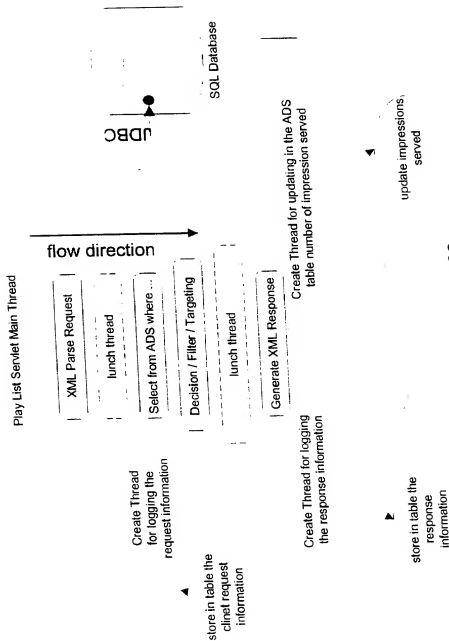 Play List Servlet Main Thread
flow direction
XML Parse Request
lunch thread
Select from ADS where ...
Decision / Filter / Targeting
lunch thread
Generate XML Response
JDBC
SQL Database
Create Thread
for logging the
request information
store in table the
clinet request
information
Create Thread for logging
the response information
store in table the
response
information
Create Thread for updating in the ADS
table number of impression served
update impressions
served